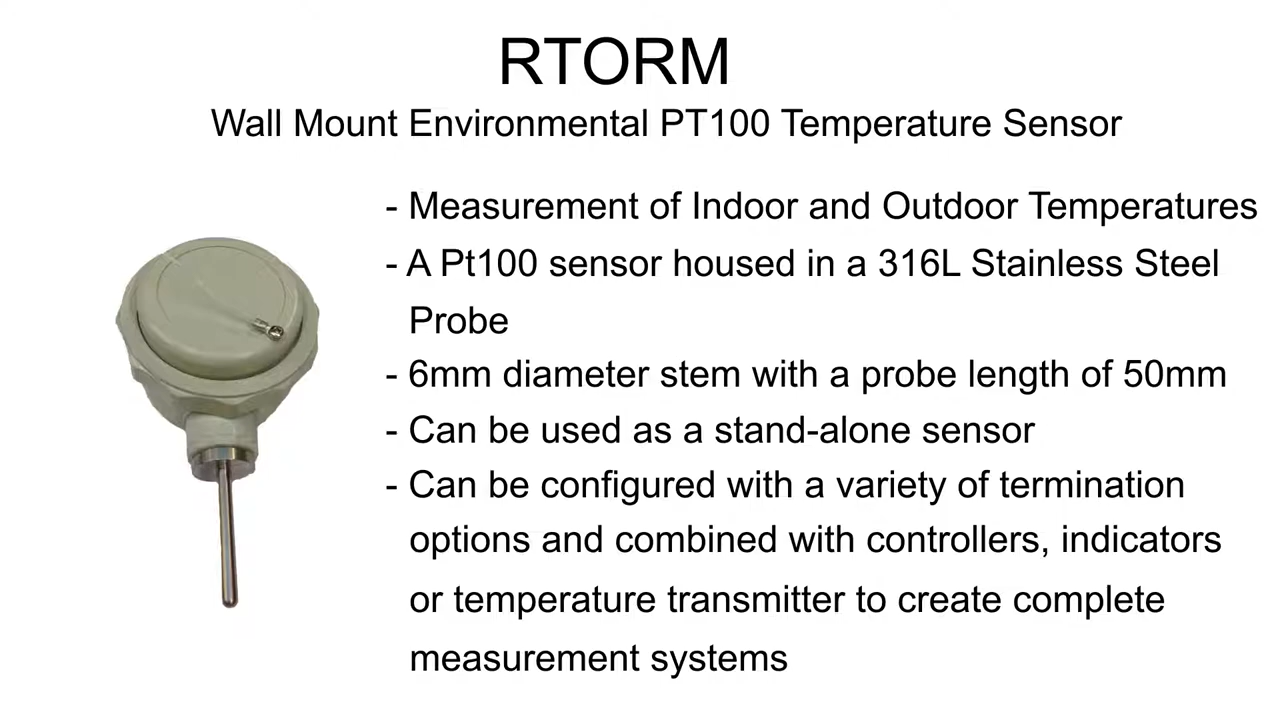 RTORM
Wall Mount Environmental PT100 Temperature Sensor
- Measurement of Indoor and Outdoor Temperatures
- A Pt100 sensor housed in a 316L Stainless Steel
Probe
- 6mm diameter stem with a probe length of 50mm
- Can be used as a stand-alone sensor
- Can be configured with a variety of termination
options and combined with controllers, indicators
or temperature transmitter to create complete
measurement systems